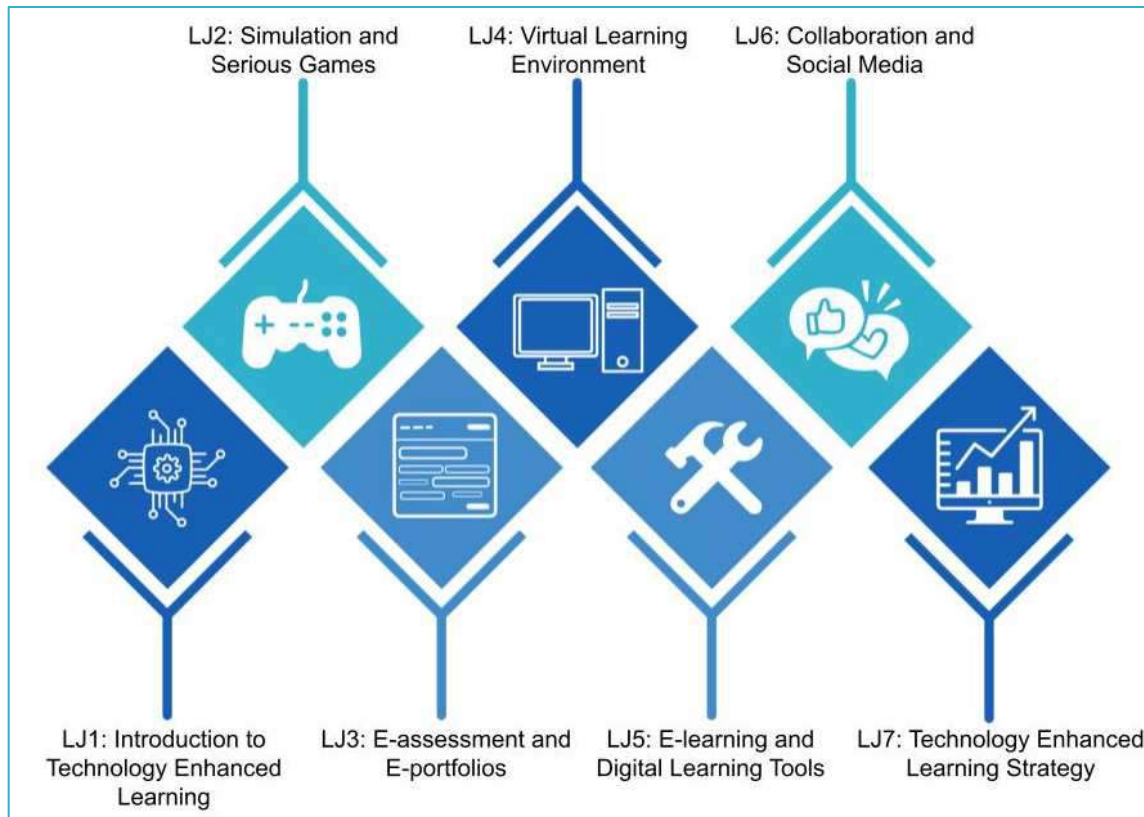 LJ2: Simulation and
Serious Games
LJ4: Virtual Learning
Environment
LJ6: Collaboration and
Social Media
LJ1: Introduction to
Technology Enhanced
Learning
LJ3: E-assessment and
E-portfolios
LJ5: E-learning and
Digital Learning Tools
LJ7: Technology Enhanced
Learning Strategy